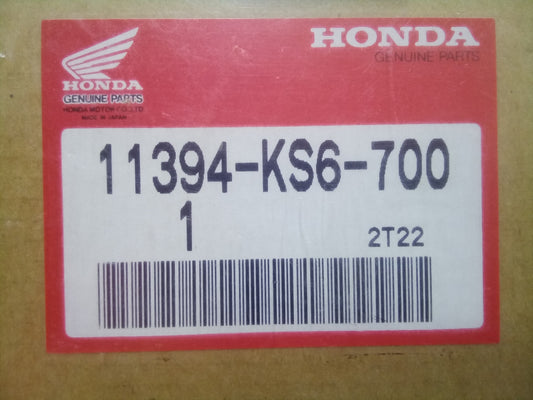 HONDA
GENUINE PARTS
HONDA MOTOR CO.,LTD.
MADE IN JAPAN
HONDA
GENUINE PARTS
11394-KS6-700
1
2T22